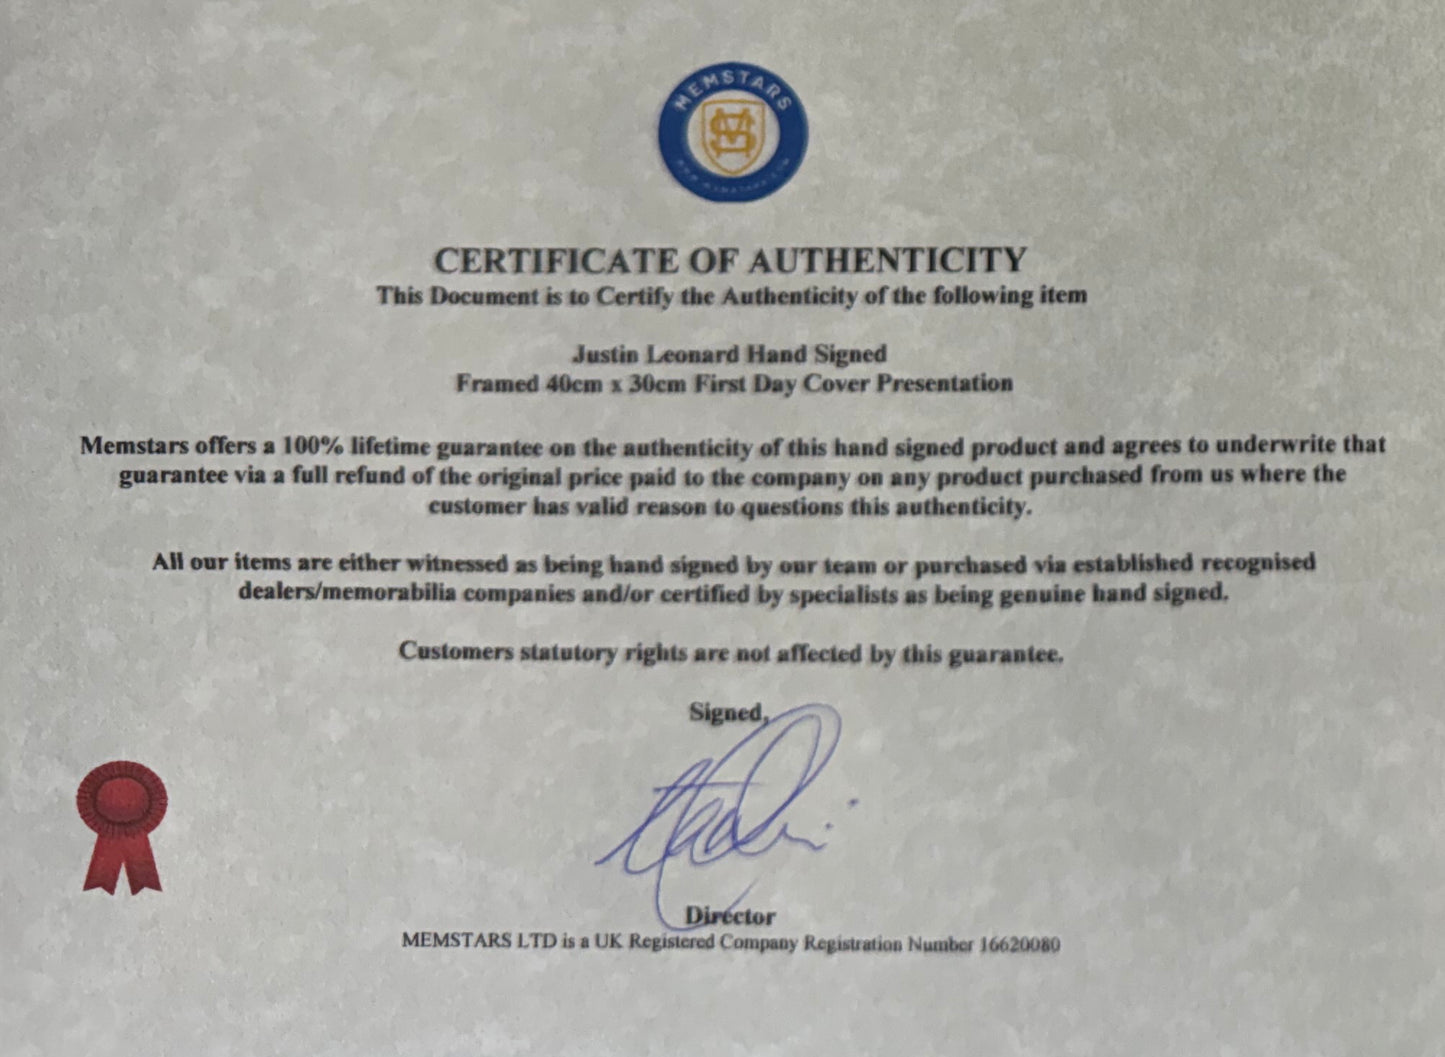 MEMSTARS
CERTIFICATE OF AUTHENTICITY
This Document is to Certify the Authenticity of the following item
Justin Leonard Hand Signed
Framed 40cm x 30cm First Day Cover Presentation
Memstars offers a 100% lifetime guarantee on the authenticity of this hand signed product and agrees to underwrite that
guarantee via a full refund of the original price paid to the company on any product purchased from us where the
customer has valid reason to questions this authenticity.
All our items are either witnessed as being hand signed by our team or purchased via established recognised
dealers/memorabilia companies and/or certified by specialists as being genuine hand signed.
Customers statutory rights are not affected by this guarantee.
Signed,
Director
MEMSTARS LTD is a UK Registered Company Registration Number 16620080